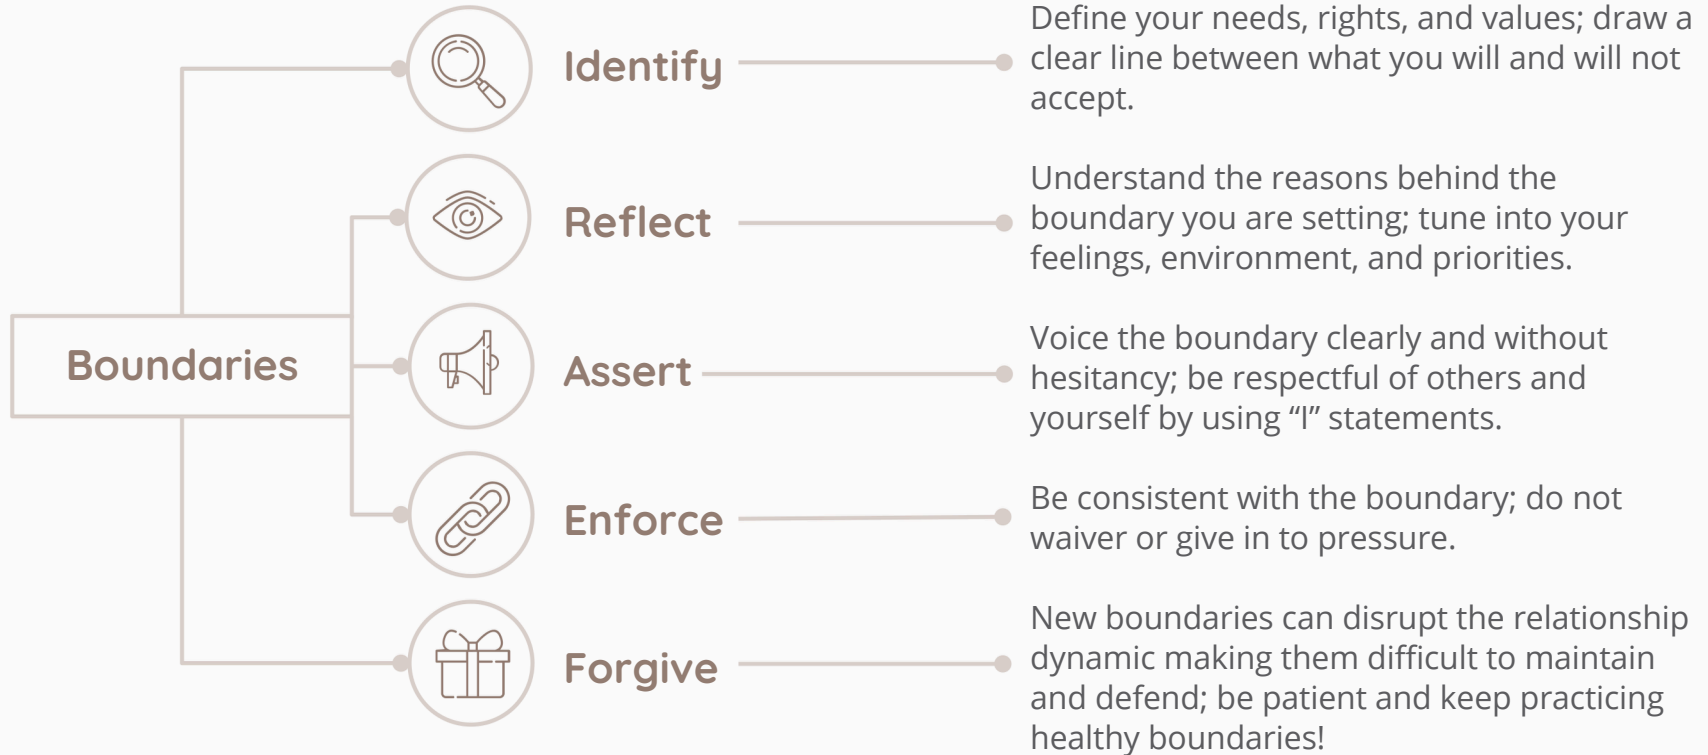 Boundaries
Identify
Define your needs, rights, and values; draw a
clear line between what you will and will not
accept.
Reflect
Understand the reasons behind the
boundary you are setting; tune into your
feelings, environment, and priorities.
Assert
Voice the boundary clearly and without
hesitancy; be respectful of others and
yourself by using “I” statements.
Enforce
Be consistent with the boundary; do not
waiver or give in to pressure.
Forgive
New boundaries can disrupt the relationship
dynamic making them difficult to maintain
and defend; be patient and keep practicing
healthy boundaries!